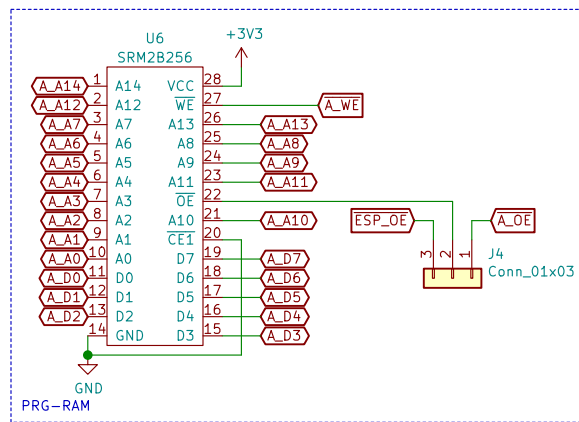 U6
SRM2B256
+3V3
A_A14 1 A14 VCC 28
A_A12 2 A12 WE 27 A_WE
A_A7 3 A7 A13 26 A_A13
A_A6 4 A6 A8 25 A_A8
A_A5 5 A5 A9 24 A_A9
A_A4 6 A4 A11 23 A_A11
A_A3 7 A3 OE 22
A_A2 8 A2 A10 21 A_A10 ESP_OE A_OE
A_A1 9 A1 CE1 20
A_A0 10 A0 D7 19 A_D7 3 2 1 J4
A_D0 11 D0 D6 18 A_D6 Conn_01x03
A_D1 12 D1 D5 17 A_D5
A_D2 13 D2 D4 16 A_D4
14 GND D3 15 A_D3
GND
PRG-RAM